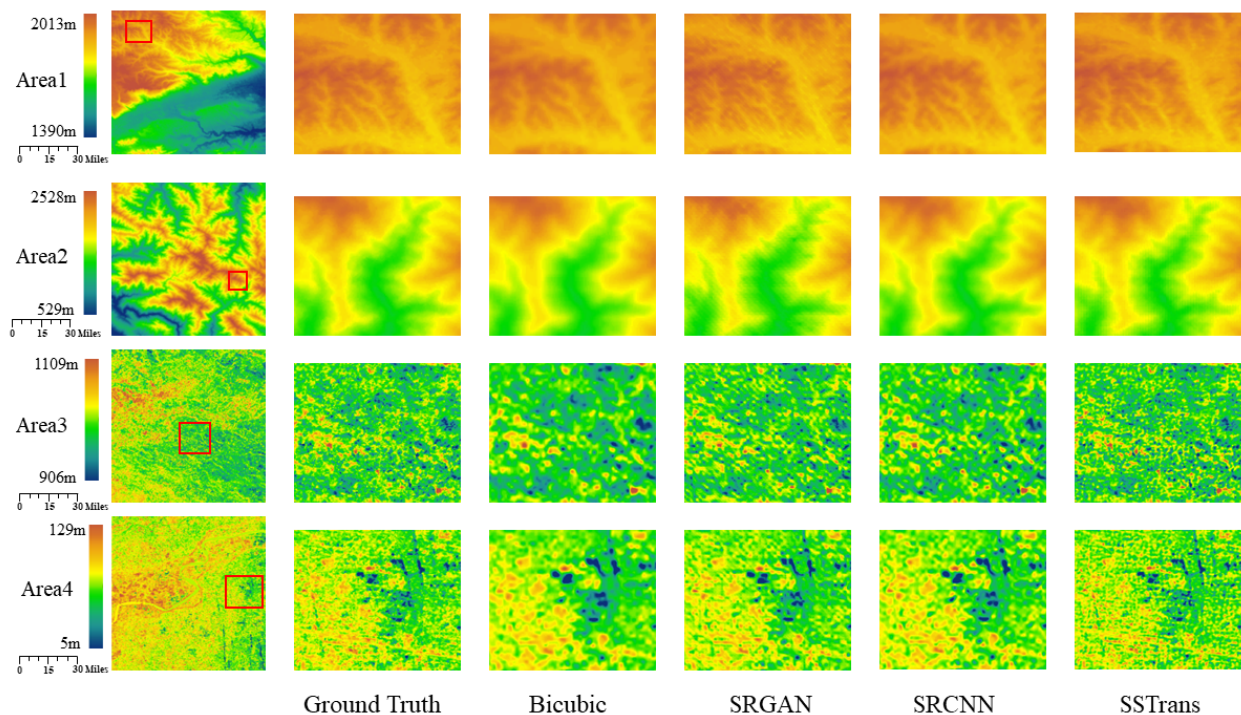 2013m
Area1
1390m
0 15 30 Miles
2528m
Area2
529m
0 15 30 Miles
1109m
Area3
906m
0 15 30 Miles
129m
Area4
5m
0 15 30 Miles
Ground Truth Bicubic SRGAN SRCNN SSTrans